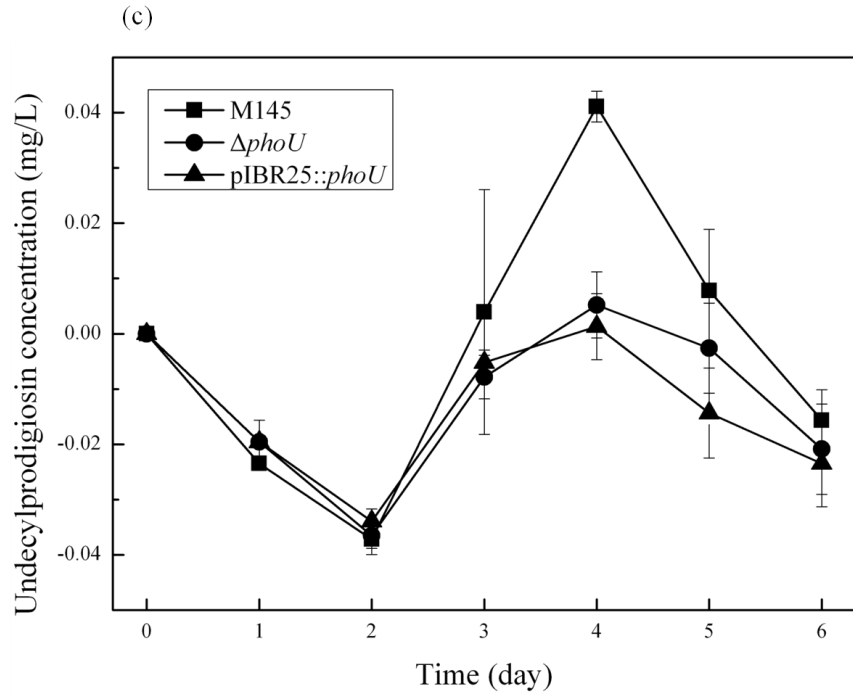 (c)
M145
ΔphoU
pIBR25::phoU
Undecylprodigiosin concentration (mg/L)
0.04
0.02
0.00
-0.02
-0.04
0 1 2 3 4 5 6
Time (day)